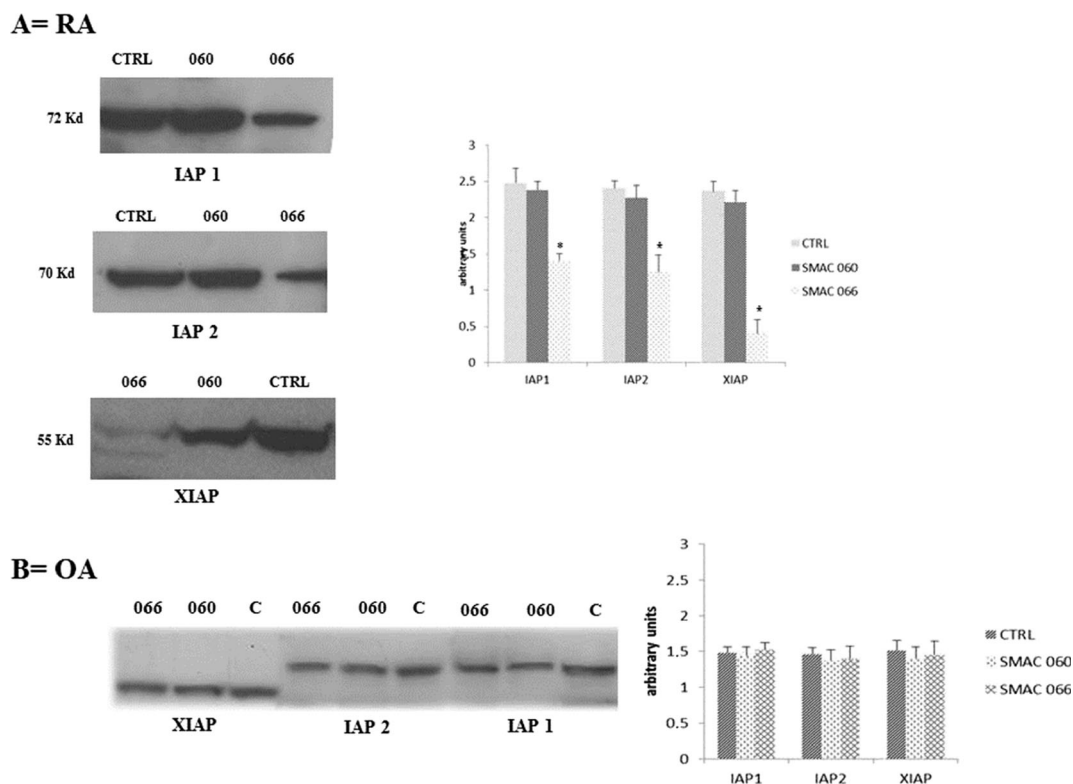 A= RA
CTRL 060 066
72 Kd
IAP 1
CTRL 060 066
70 Kd
IAP 2
066 060 CTRL
55 Kd
XIAP
3
2.5
2
1.5
1
0.5
0
arbitrary units
* * *
IAP1 IAP2 XIAP
CTRL
SMAC 060
SMAC 066
B= OA
066 060 C 066 060 C 066 060 C
XIAP IAP 2 IAP 1
3
2.5
2
1.5
1
0.5
0
arbitrary units
IAP1 IAP2 XIAP
CTRL
SMAC 060
SMAC 066